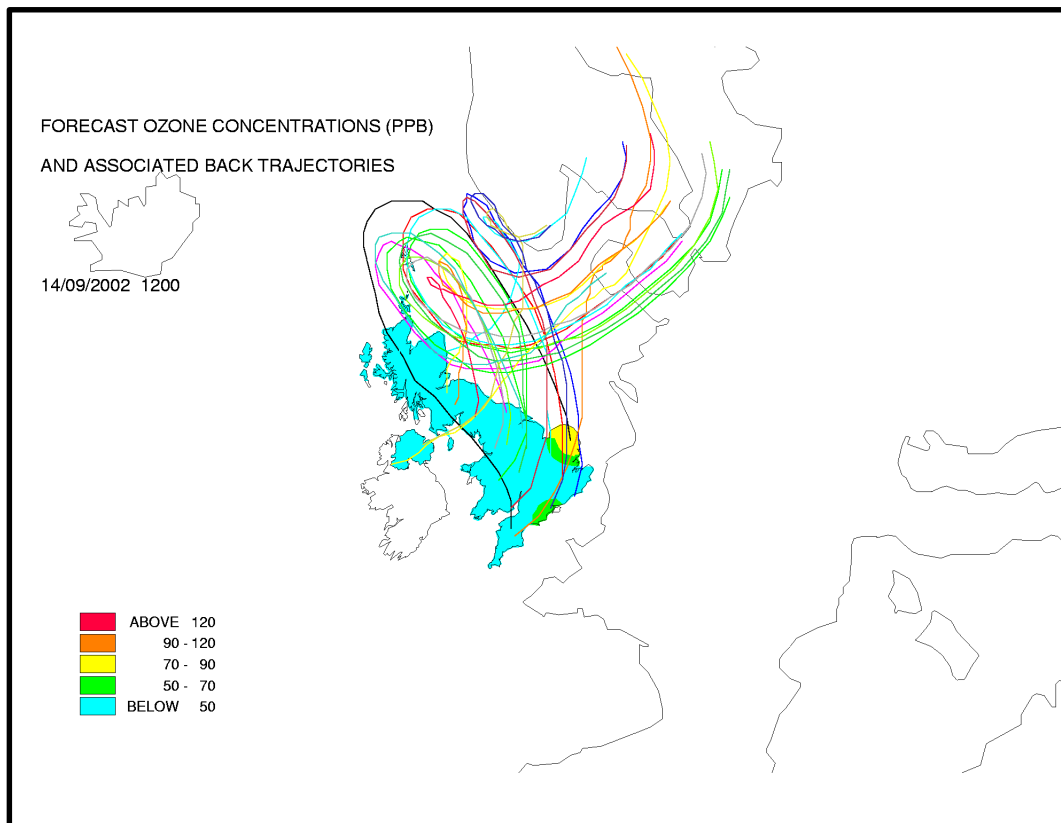 FORECAST OZONE CONCENTRATIONS (PPB)
AND ASSOCIATED BACK TRAJECTORIES
14/09/2002 1200
ABOVE 120
90 - 120
70 - 90
50 - 70
BELOW 50